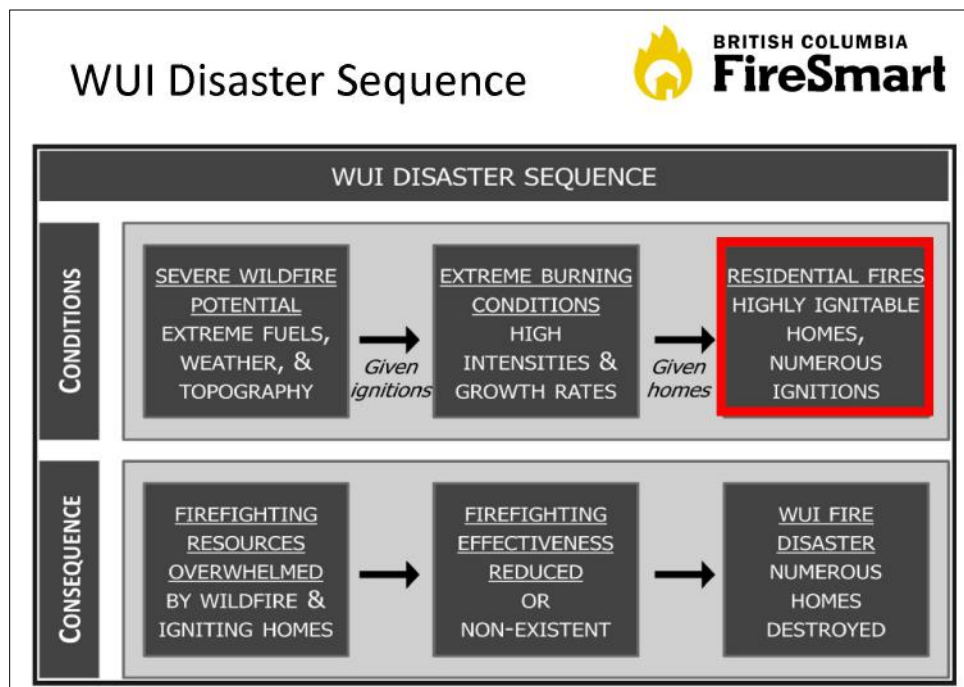 WUI Disaster Sequence
BRITISH COLUMBIA
FireSmart
WUI DISASTER SEQUENCE
CONDITIONS
SEVERE WILDFIRE
POTENTIAL
EXTREME FUELS,
WEATHER, &
TOPOGRAPHY
Given
ignitions
EXTREME BURNING
CONDITIONS
HIGH
INTENSITIES &
GROWTH RATES
Given
homes
RESIDENTIAL FIRES
HIGHLY IGNITABLE
HOMES,
NUMEROUS
IGNITIONS
CONSEQUENCE
FIREFIGHTING
RESOURCES
OVERWHELMED
BY WILDFIRE &
IGNITING HOMES
FIREFIGHTING
EFFECTIVENESS
REDUCED
OR
NON-EXISTENT
WUI FIRE
DISASTER
NUMEROUS
HOMES
DESTROYED